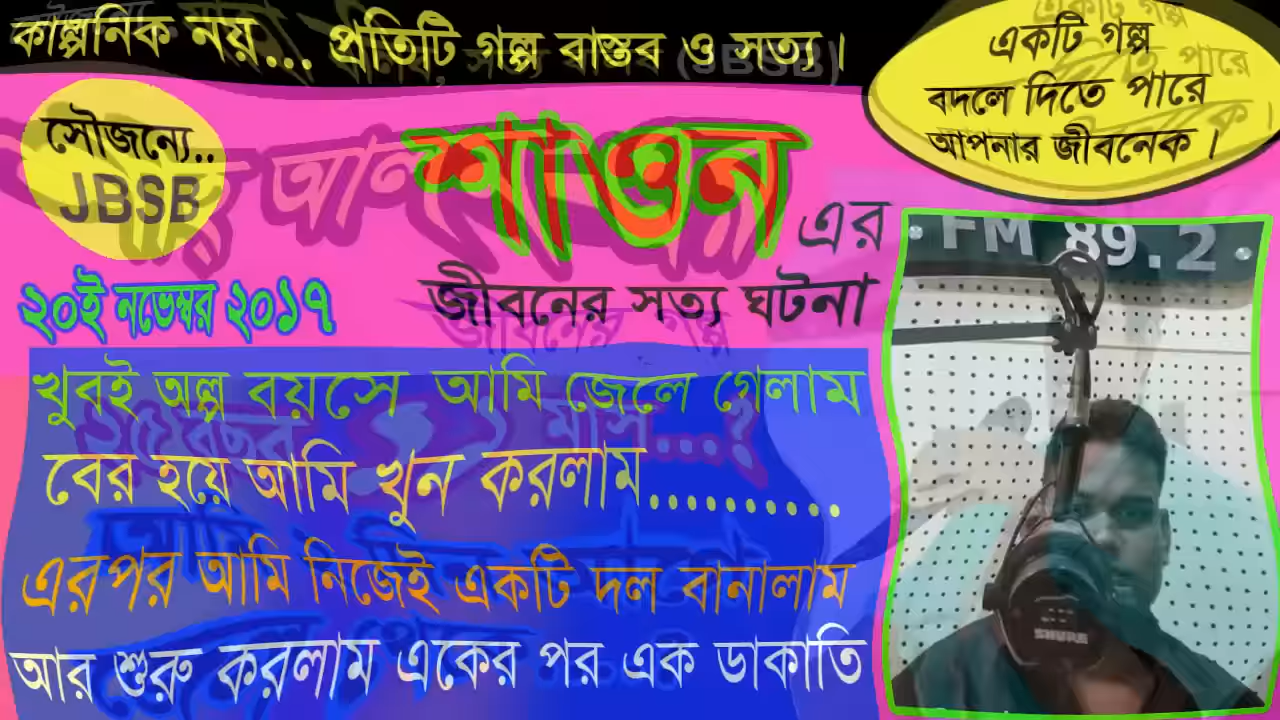 কাল্পনিক নয়... প্রতিটি গল্প বাস্তব ও সত্য।
(JBSB)
একটি গল্প
বদলে দিতে পারে
আপনার জীবনেক।
সৌজন্যে..
JBSB
শাওন
এর
জীবনের সত্য ঘটনা
২০ই নভেম্বর ২০১৭
FM 89.2
খুবই অল্প বয়সে আমি জেলে গেলাম
বের হয়ে আমি খুন করলাম..........
এরপর আমি নিজেই একটি দল বানালাম
আর শুরু করলাম একের পর এক ডাকাতি
SHURE